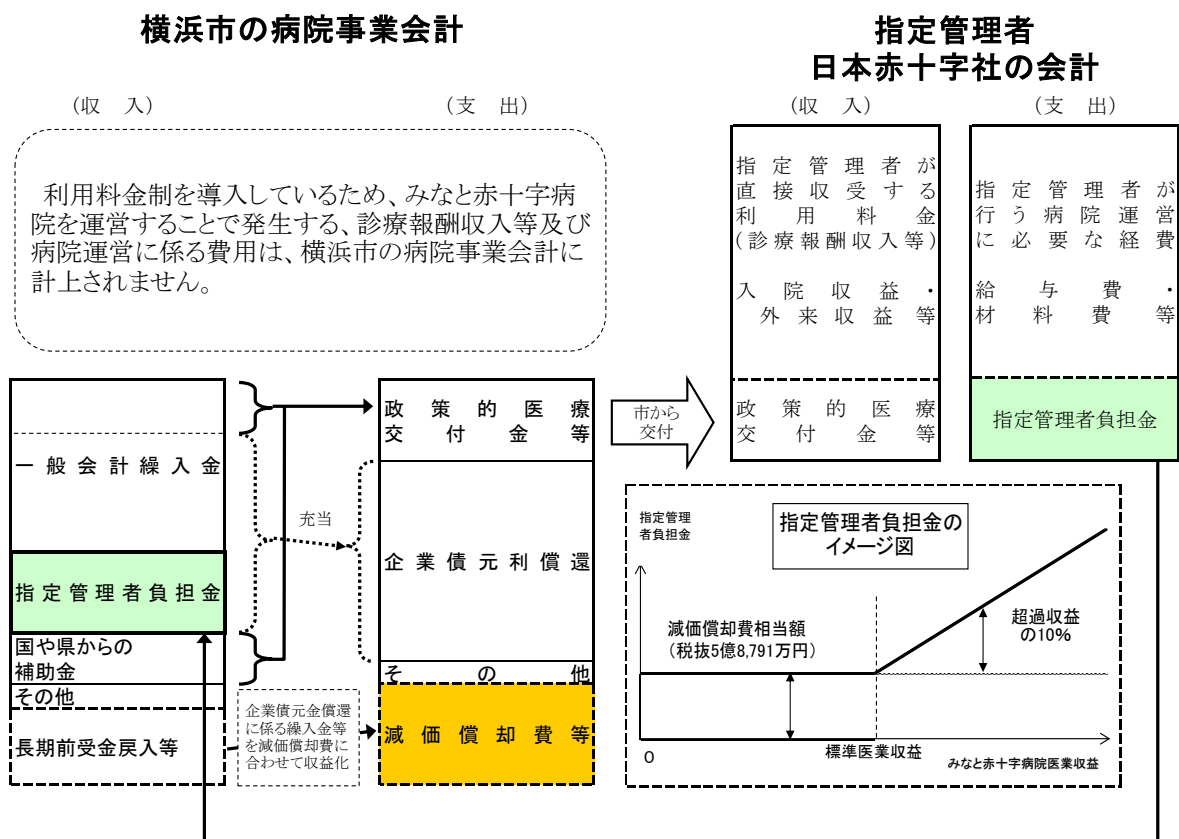 横浜市の病院事業会計
(収 入)
(支 出)
利用料金制を導入しているため、みなと赤十字病
院を運営することで発生する、診療報酬収入等及び
病院運営に係る費用は、横浜市の病院事業会計に
計上されません。
一般会計繰入金
指定管理者負担金
国や県からの
補助金
その他
長期前受金戻入等
充当
企業債元金償還
に係る繰入金等
を減価償却費に
合わせて収益化
政策的医療
交付金等
企業債元利償還
その他
減価償却費等
市から
交付
指定管理者
日本赤十字社の会計
(収 入)
(支 出)
指定管理者が
直接収受する
利用料金
(診療報酬収入等)
入院収益・
外来収益等
政策的医療
交付金等
指定管理者が
行う病院運営
に必要な経費
給与費・
材料費等
指定管理者負担金
指定管理
者負担金
指定管理者負担金の
イメージ図
減価償却費相当額
(税抜5億8,791万円)
超過収益
の10%
0
標準医業収益
みなと赤十字病院医業収益